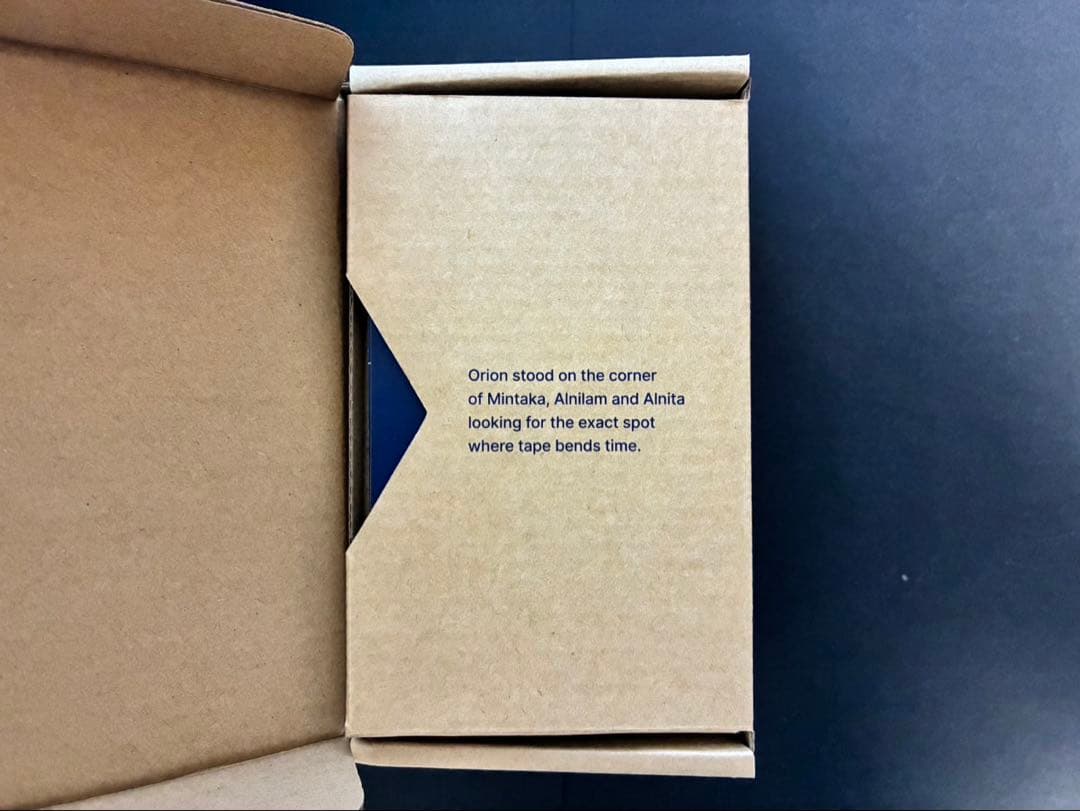 Orion stood on the corner
of Mintaka, Alnilam and Alnita
looking for the exact spot
where tape bends time.